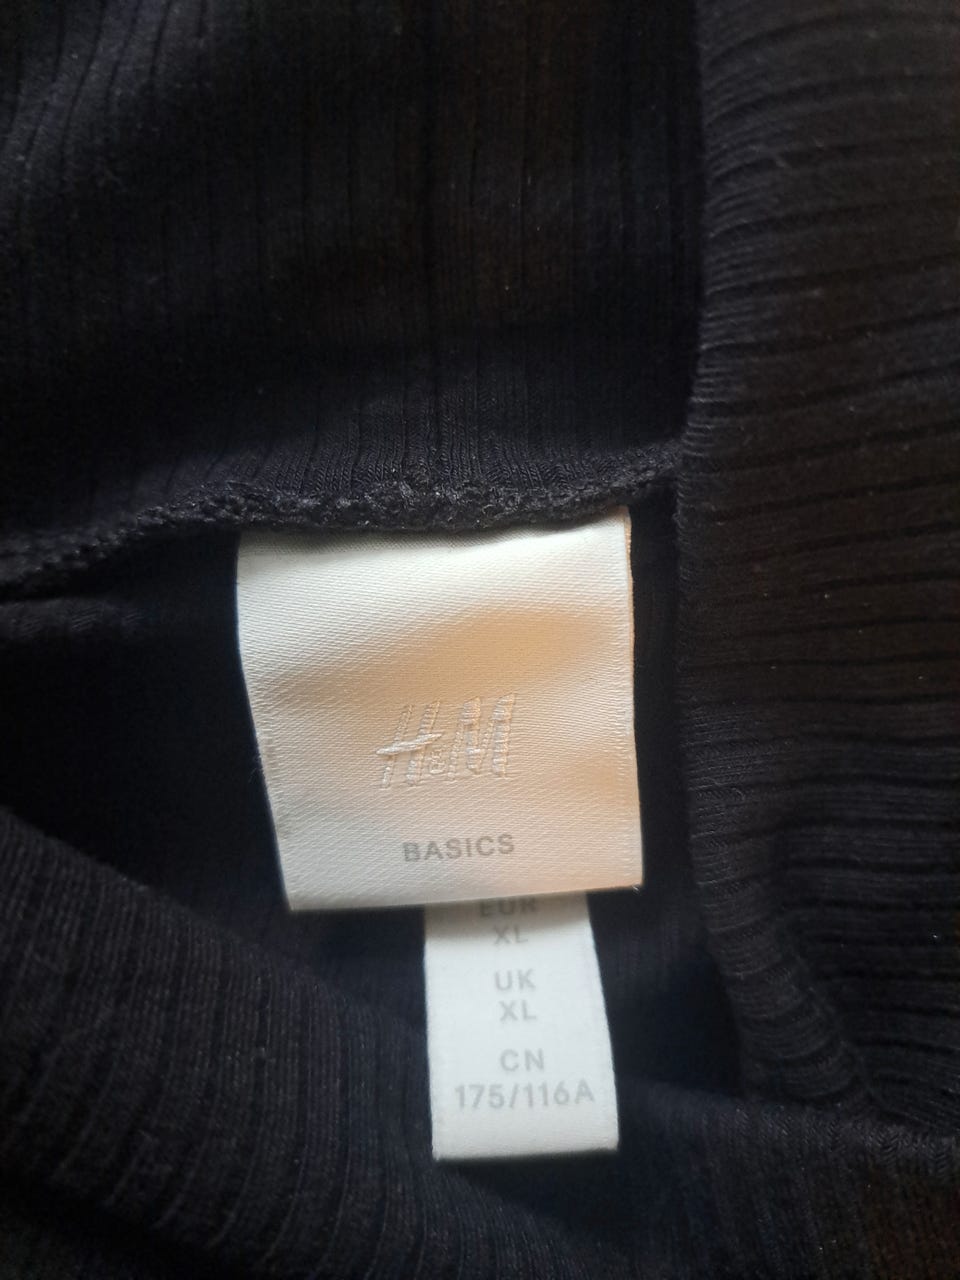 H&M
BASICS
EUR
XL
UK
XL
CN
175/116A